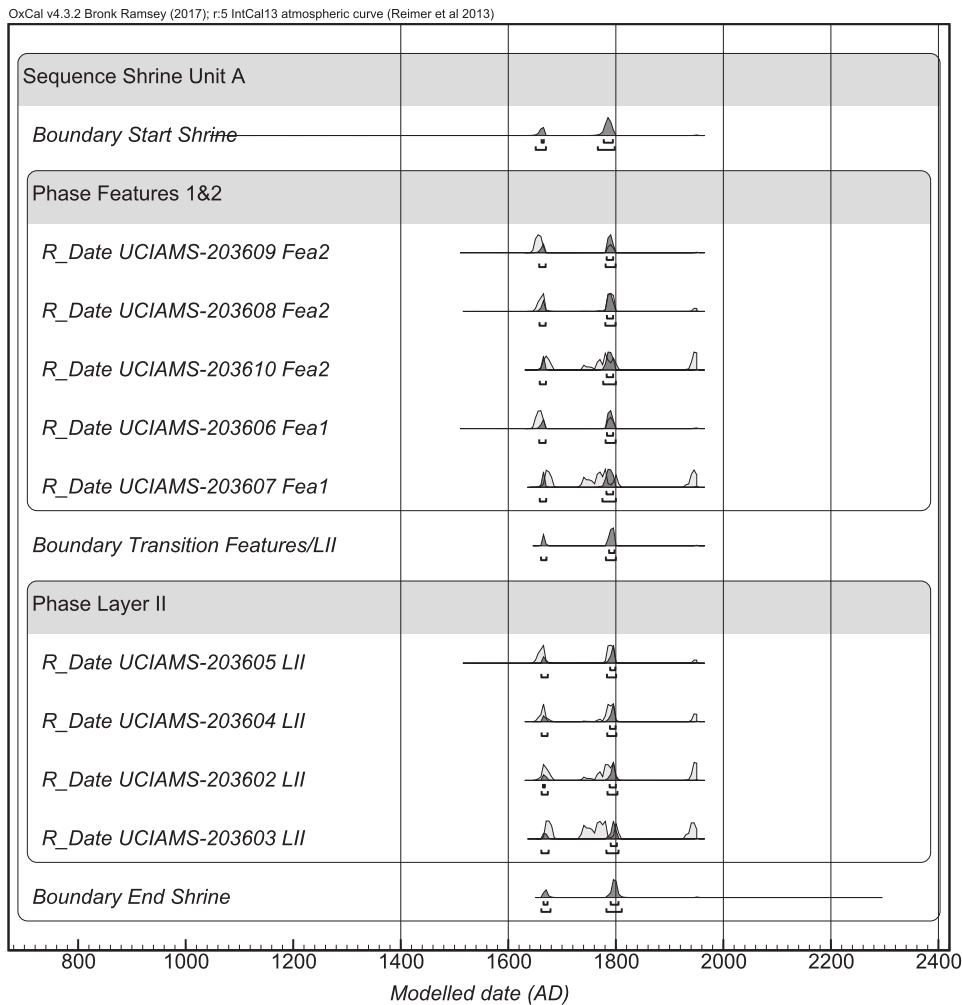 OxCal v4.3.2 Bronk Ramsey (2017); r:5 IntCal13 atmospheric curve (Reimer et al 2013)
Sequence Shrine Unit A
Boundary Start Shrine
Phase Features 1&2
R_Date UCIAMS-203609 Fea2
R_Date UCIAMS-203608 Fea2
R_Date UCIAMS-203610 Fea2
R_Date UCIAMS-203606 Fea1
R_Date UCIAMS-203607 Fea1
Boundary Transition Features/LII
Phase Layer II
R_Date UCIAMS-203605 LII
R_Date UCIAMS-203604 LII
R_Date UCIAMS-203602 LII
R_Date UCIAMS-203603 LII
Boundary End Shrine
800 1000 1200 1400 1600 1800 2000 2200 2400
Modelled date (AD)